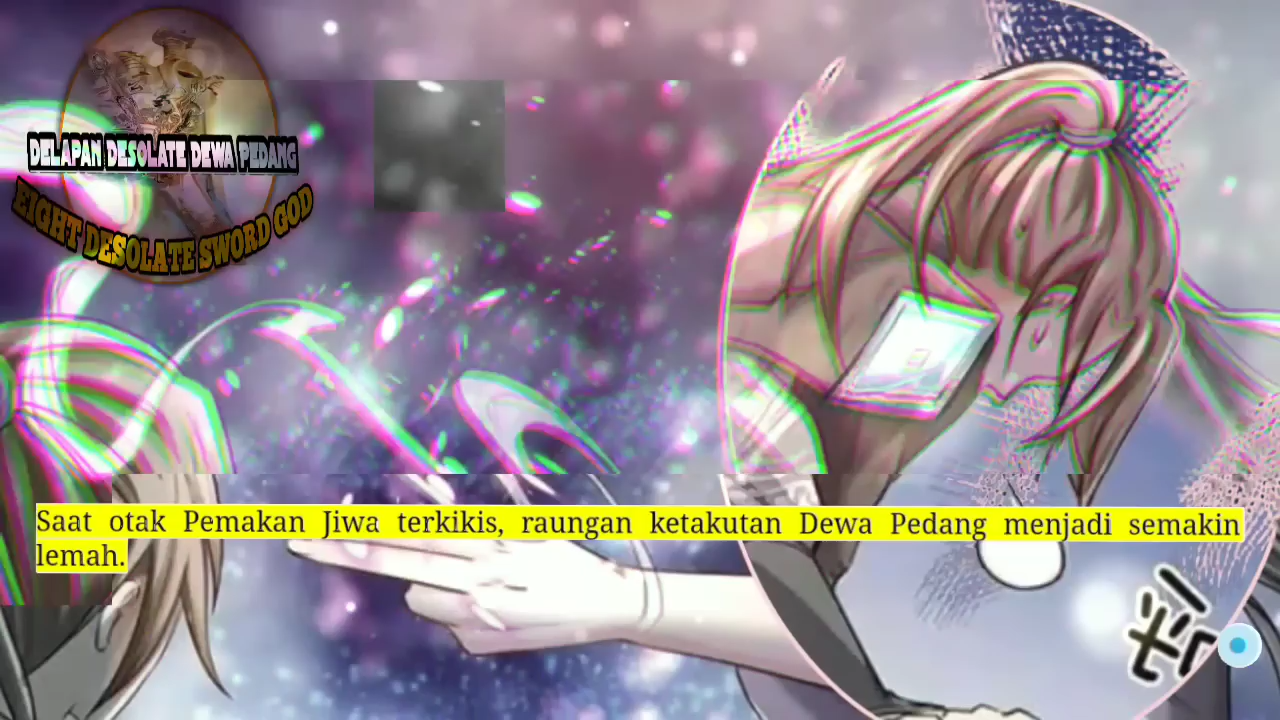 DELAPAN DESOLATE DEWA PEDANG
EIGHT DESOLATE SWORD GOD
Saat otak Pemakan Jiwa terkikis, raungan ketakutan Dewa Pedang menjadi semakin
lemah.